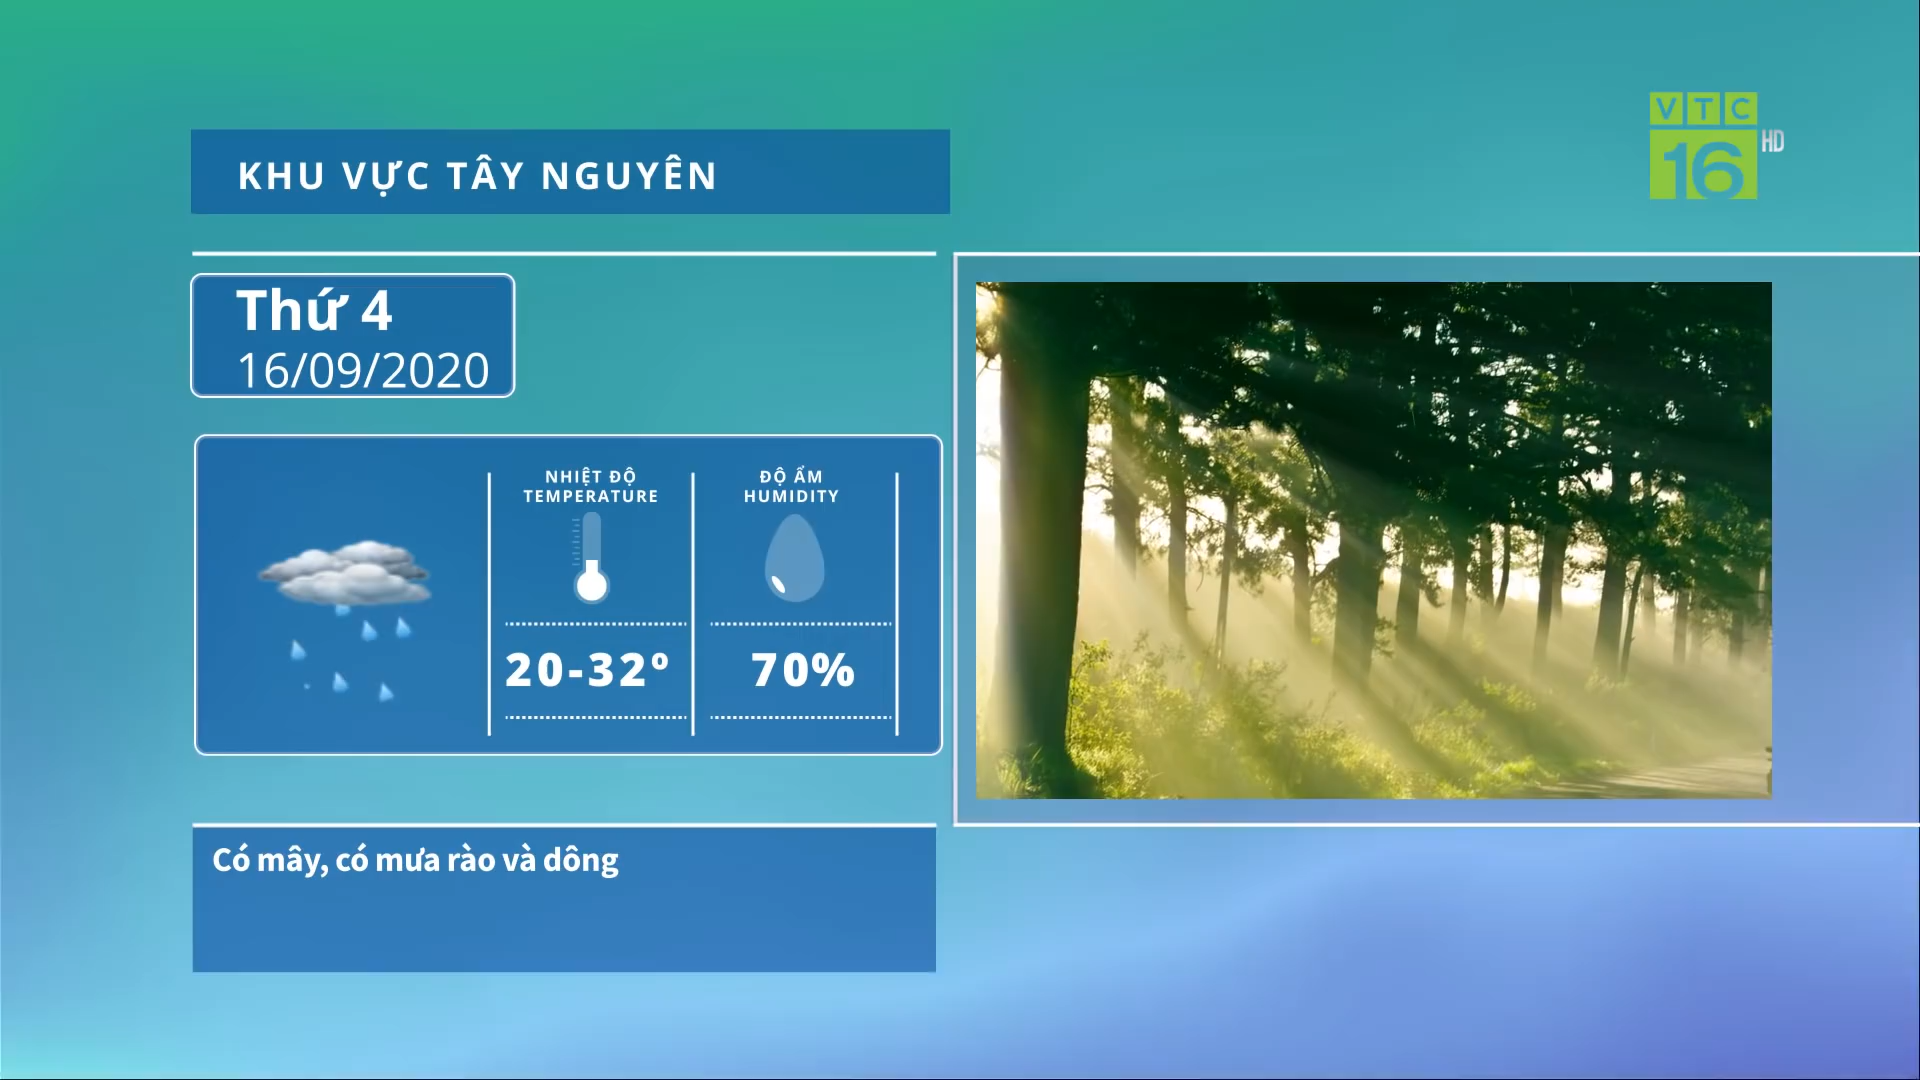 KHU VỰC TÂY NGUYÊN
VTC
16
HD
Thứ 4
16/09/2020
NHIỆT ĐỘ
TEMPERATURE
20-32°
ĐỘ ẨM
HUMIDITY
70%
Có mây, có mưa rào và dông